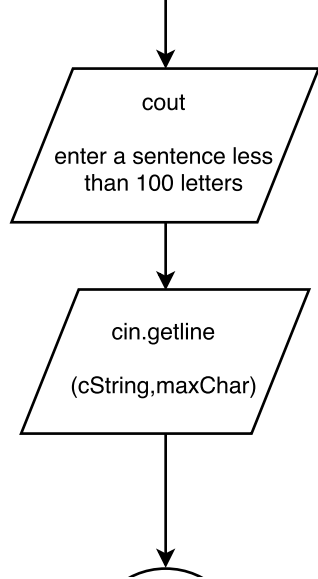 cout
enter a sentence less
than 100 letters
cin.getline
(cString,maxChar)